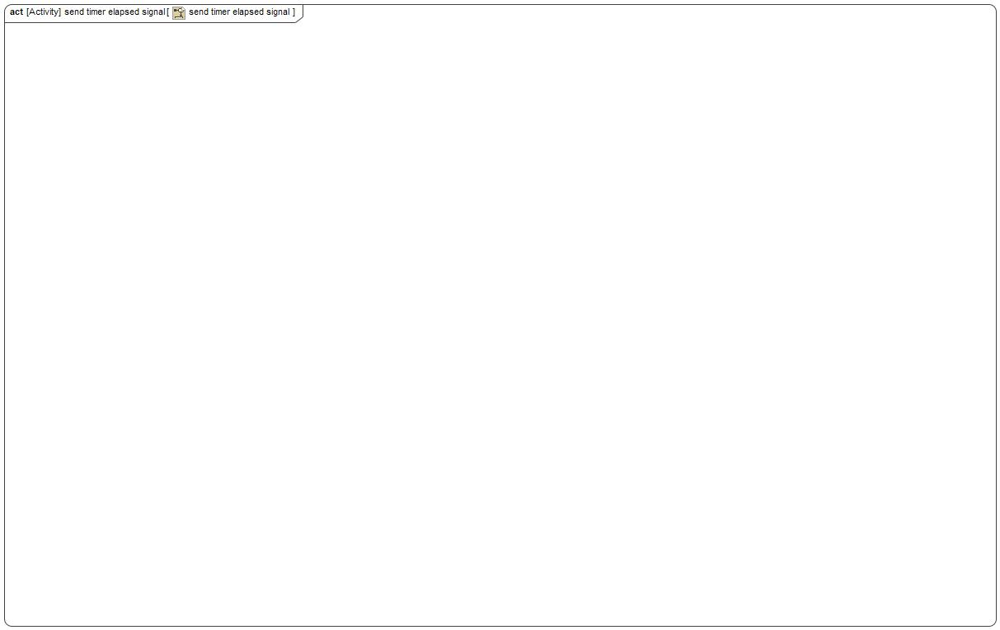 act [Activity] send timer elapsed signal[ send timer elapsed signal ]